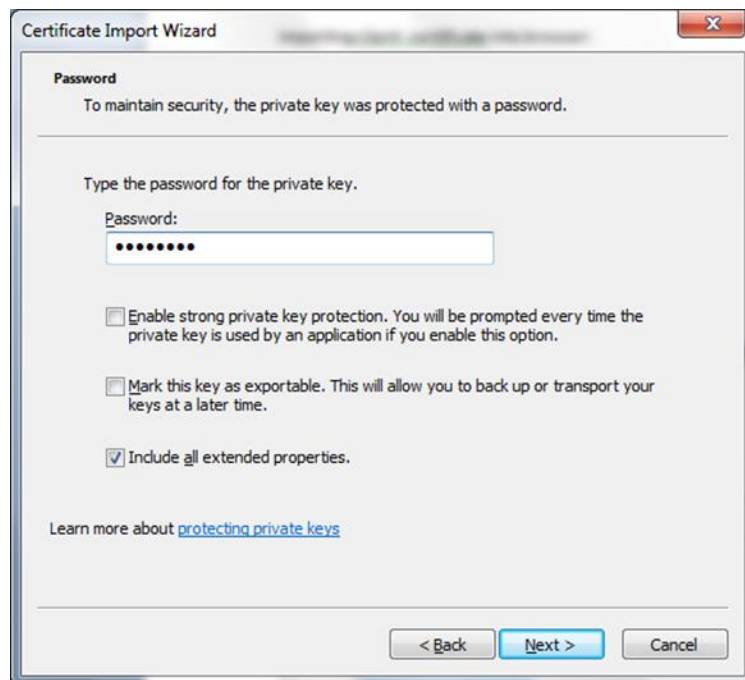 Certificate Import Wizard
Password
To maintain security, the private key was protected with a password.
Type the password for the private key.
Password:
••••••••
Enable strong private key protection. You will be prompted every time the
private key is used by an application if you enable this option.
Mark this key as exportable. This will allow you to back up or transport your
keys at a later time.
Include all extended properties.
Learn more about protecting private keys
< Back
Next >
Cancel